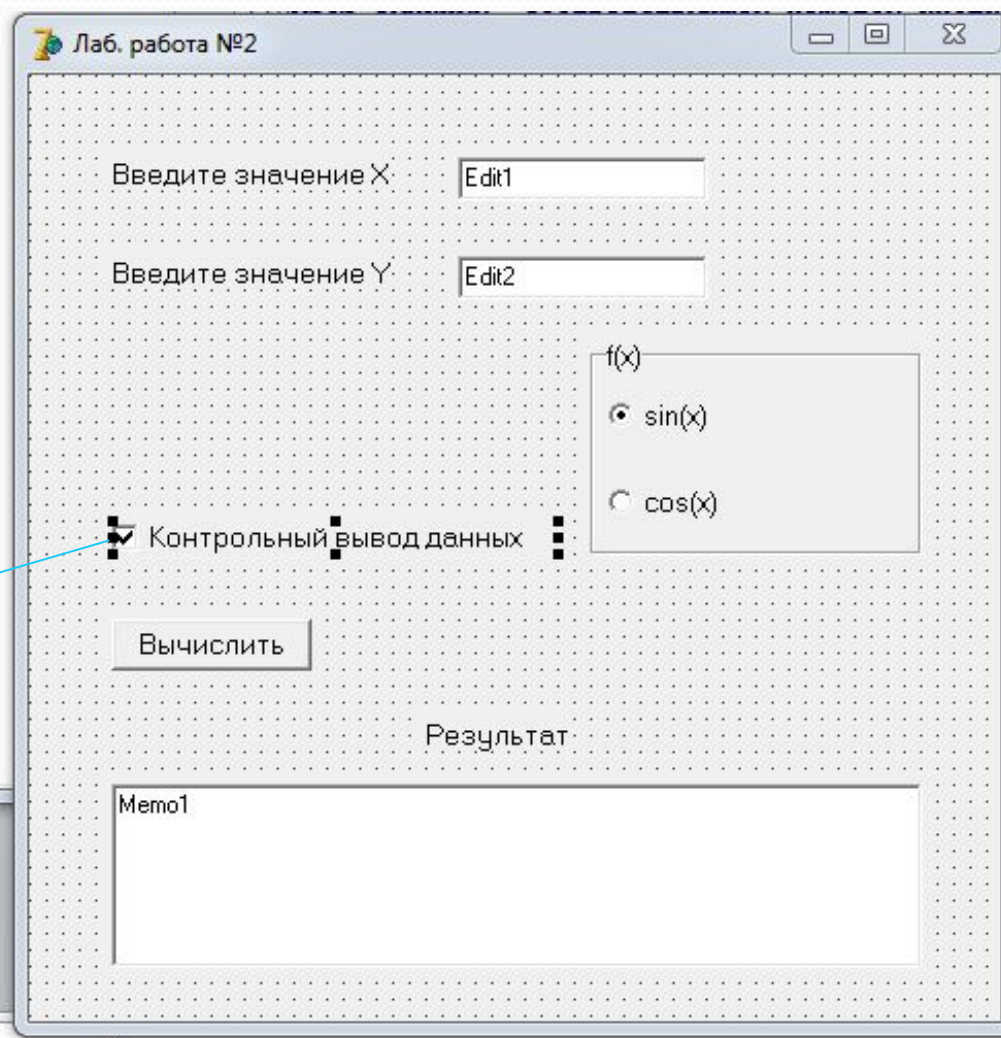 Лаб. работа №2
Введите значение X Edit1
Введите значение Y Edit2
f(x)
sin(x)
cos(x)
Контрольный вывод данных
Вычислить
Результат
Memo1